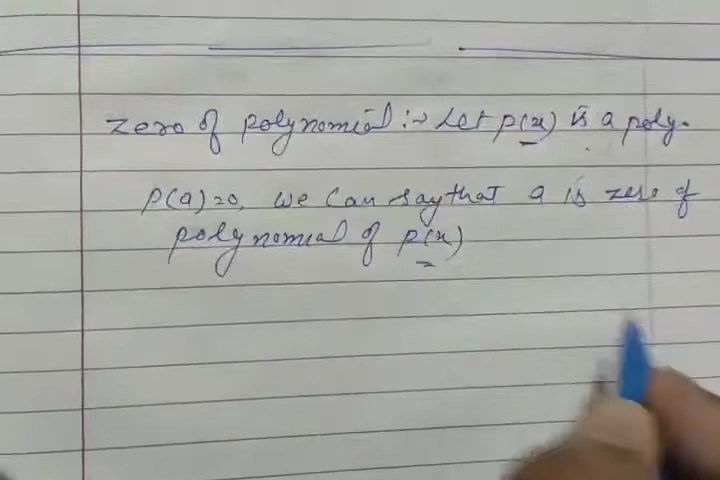 Zero of polynomial :- Let p(x) is a poly.
p(a)=0, we can say that a is zero of
polynomial of p(x)